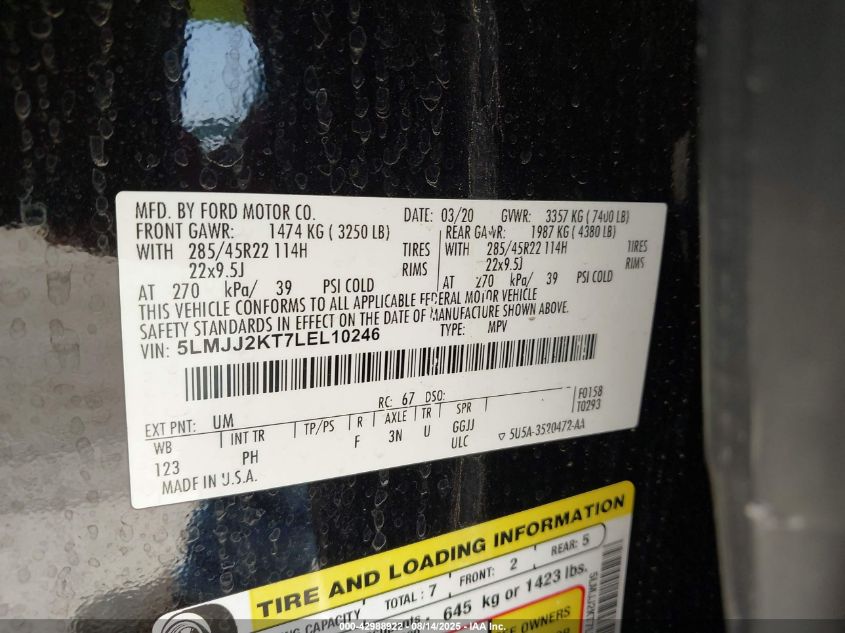 MFD. BY FORD MOTOR CO. DATE: 03/20 GVWR: 3357 KG (7400 LB)
FRONT GAWR: 1474 KG (3250 LB) REAR GAWR: 1987 KG (4380 LB)
WITH 285/45R22 114H TIRES WITH 285/45R22 114H TIRES
22x9.5J RIMS 22x9.5J RIMS
AT 270 kPa/ 39 PSI COLD AT 270 kPa/ 39 PSI COLD
THIS VEHICLE CONFORMS TO ALL APPLICABLE FEDERAL MOTOR VEHICLE
SAFETY STANDARDS IN EFFECT ON THE DATE OF MANUFACTURE SHOWN ABOVE.
VIN: 5LMJJ2KT7LEL10246 TYPE: MPV
EXT PNT: UM RC: 67 DSO: F0158
T0293
WB INT TR TP/PS R AXLE TR SPR
123 PH F 3N U GGJJ
ULC 5U5A-3520472-AA
MADE IN U.S.A.
TIRE AND LOADING INFORMATION
CAPACITY TOTAL: 7 FRONT: 2 REAR: 5
645 kg or 1423 lbs.
OWNERS
000-42988922 - 08/14/2025 - IAA Inc.